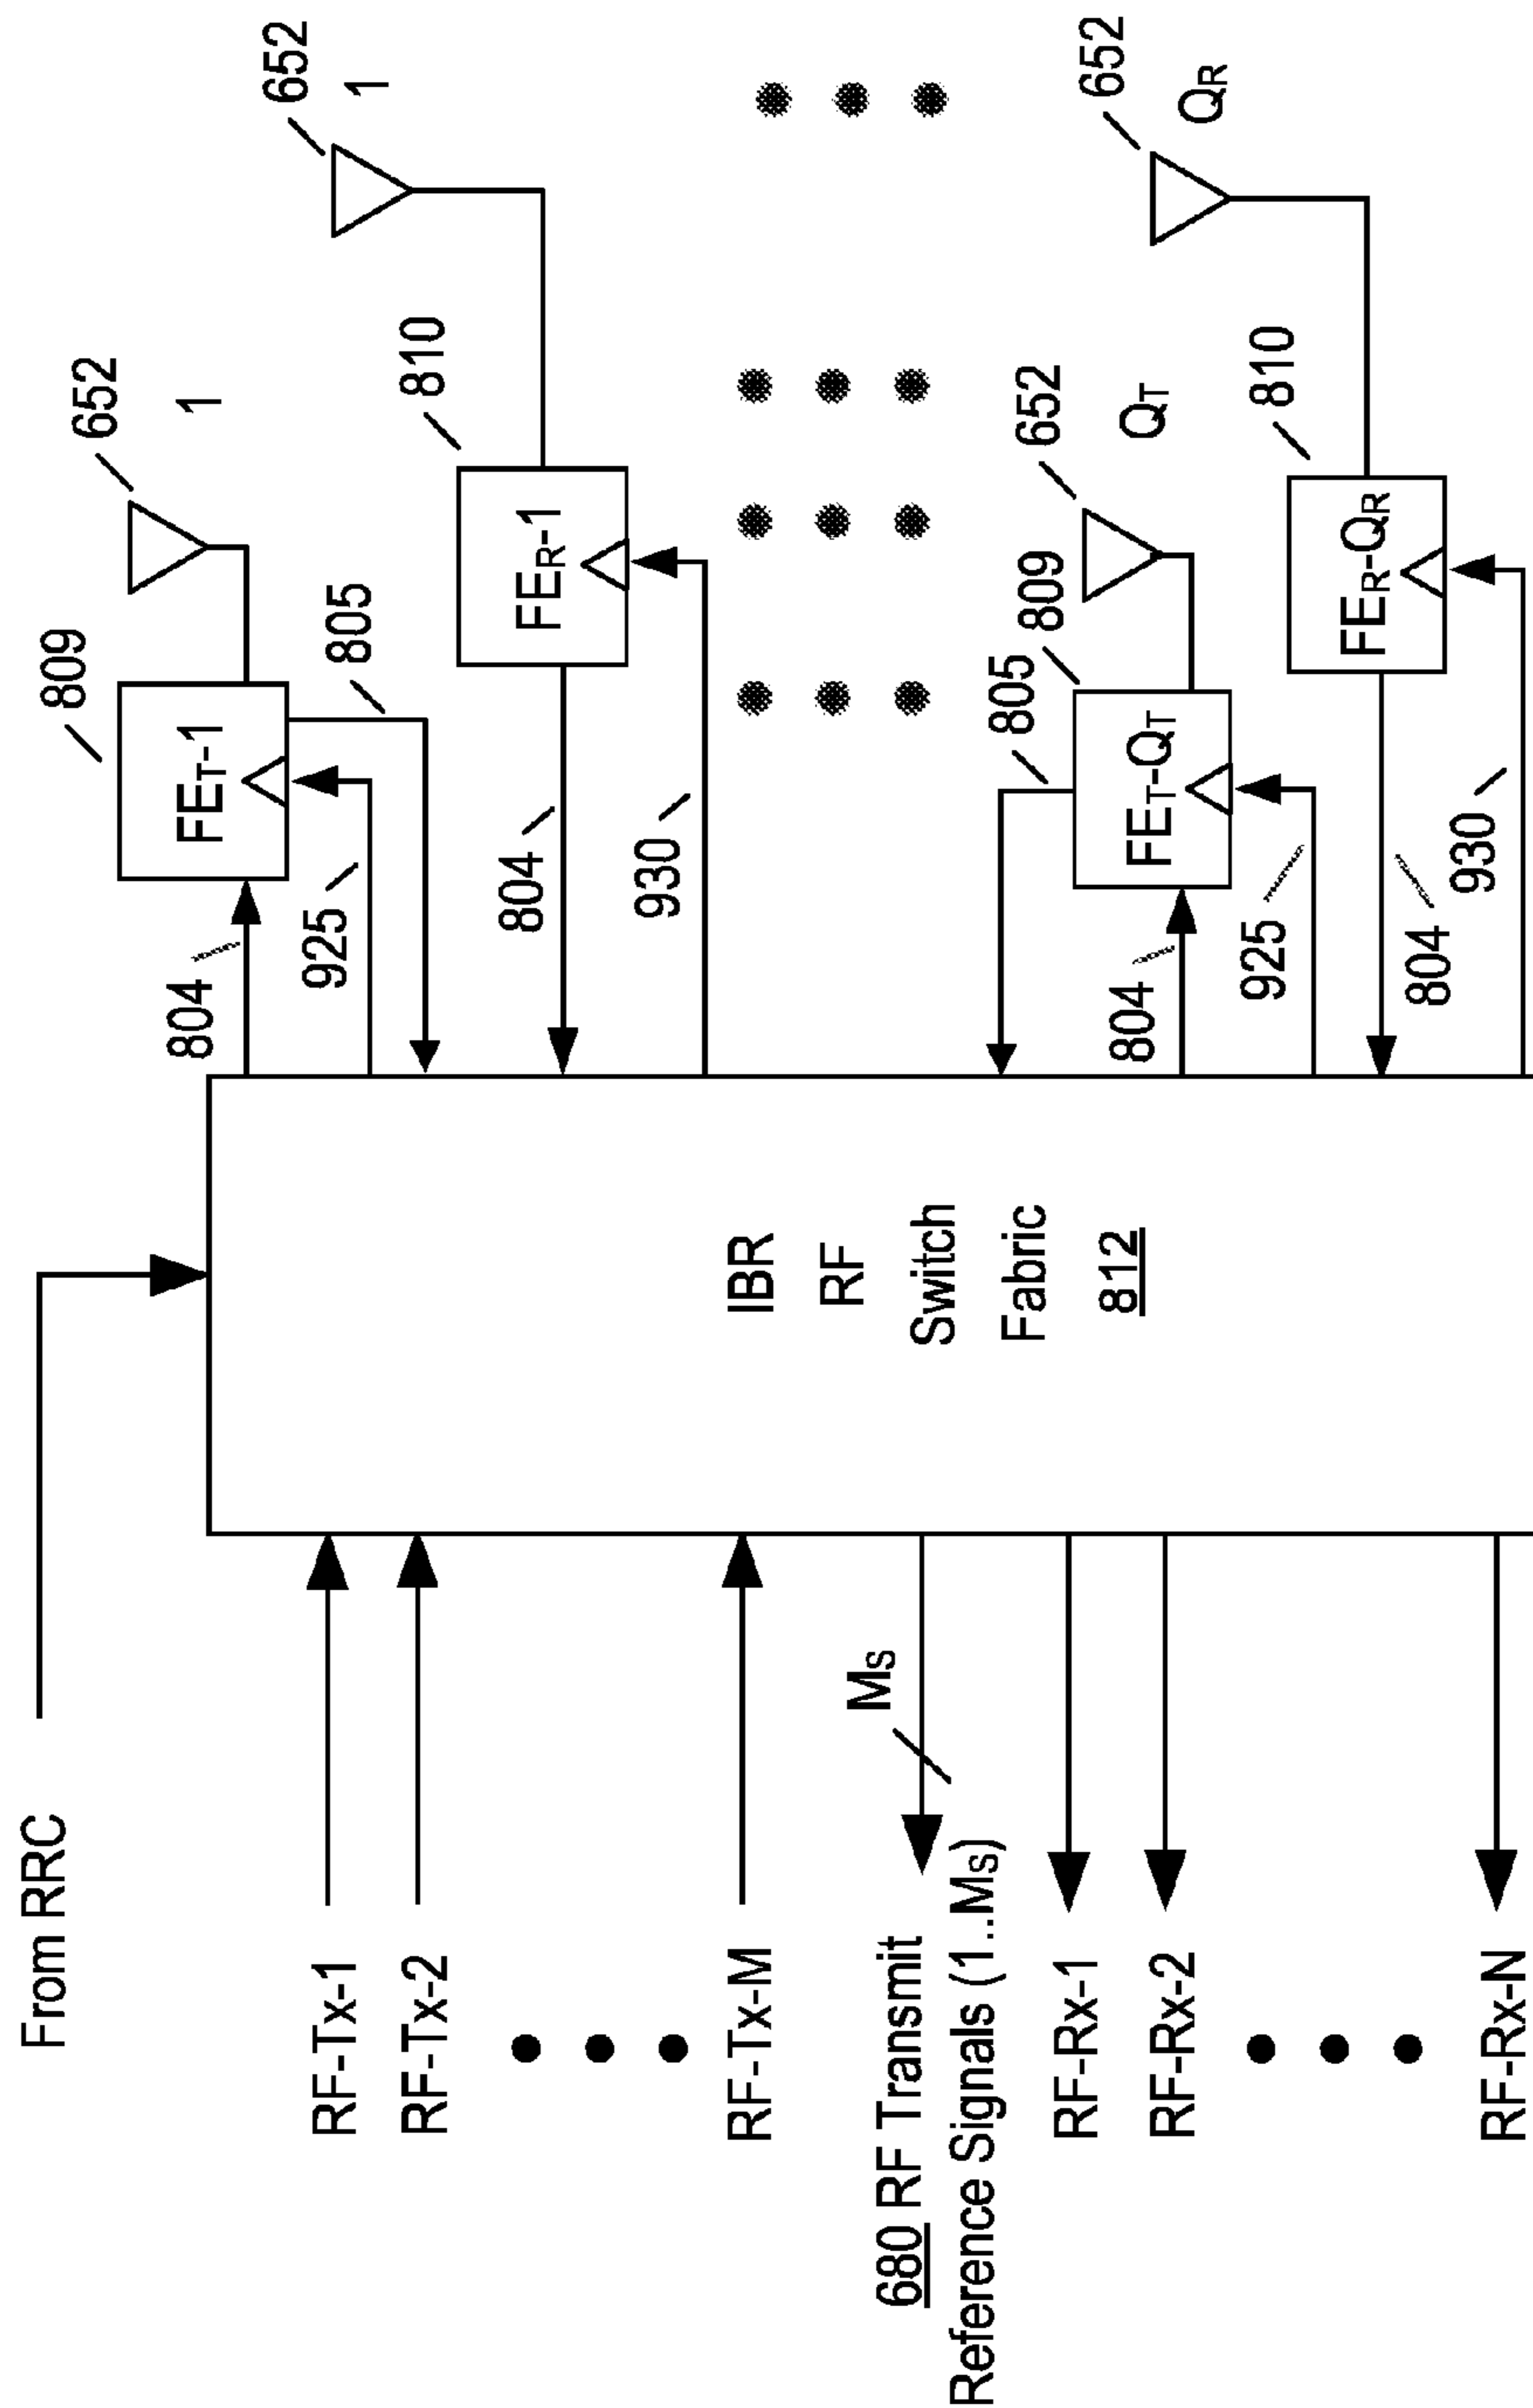 From RRC
RF-Tx-1
RF-Tx-2
RF-Tx-M
680 RF Transmit
Reference Signals (1..MS)
MS
RF-Rx-1
RF-Rx-2
RF-Rx-N
IBR
RF
Switch
Fabric
812
804
925
809
FET-1
805
652
1
804
930
810
FER-1
652
1
805
809
804
925
FET-QT
652
QT
804
930
810
FER-QR
652
QR